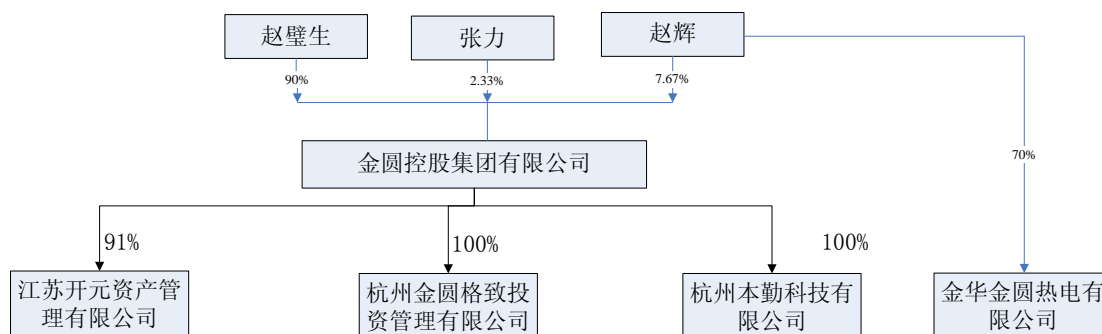 赵璧生
张力
赵辉
90%
2.33%
7.67%
金圆控股集团有限公司
70%
91%
100%
100%
江苏开元资产管
理有限公司
杭州金圆格致投
资管理有限公司
杭州本勤科技有
限公司
金华金圆热电有
限公司